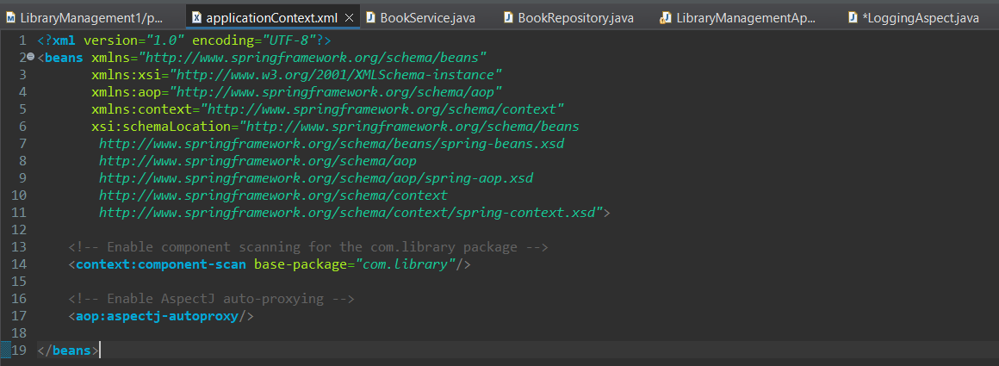 LibraryManagement1/p... applicationContext.xml BookService.java BookRepository.java LibraryManagementAp... *LoggingAspect.java
1 <?xml version="1.0" encoding="UTF-8"?>
2 <beans xmlns="http://www.springframework.org/schema/beans"
3 xmlns:xsi="http://www.w3.org/2001/XMLSchema-instance"
4 xmlns:aop="http://www.springframework.org/schema/aop"
5 xmlns:context="http://www.springframework.org/schema/context"
6 xsi:schemaLocation="http://www.springframework.org/schema/beans
7 http://www.springframework.org/schema/beans/spring-beans.xsd
8 http://www.springframework.org/schema/aop
9 http://www.springframework.org/schema/aop/spring-aop.xsd
10 http://www.springframework.org/schema/context
11 http://www.springframework.org/schema/context/spring-context.xsd">
12
13 <!-- Enable component scanning for the com.library package -->
14 <context:component-scan base-package="com.library"/>
15
16 <!-- Enable AspectJ auto-proxying -->
17 <aop:aspectj-autoproxy/>
18
19 </beans>